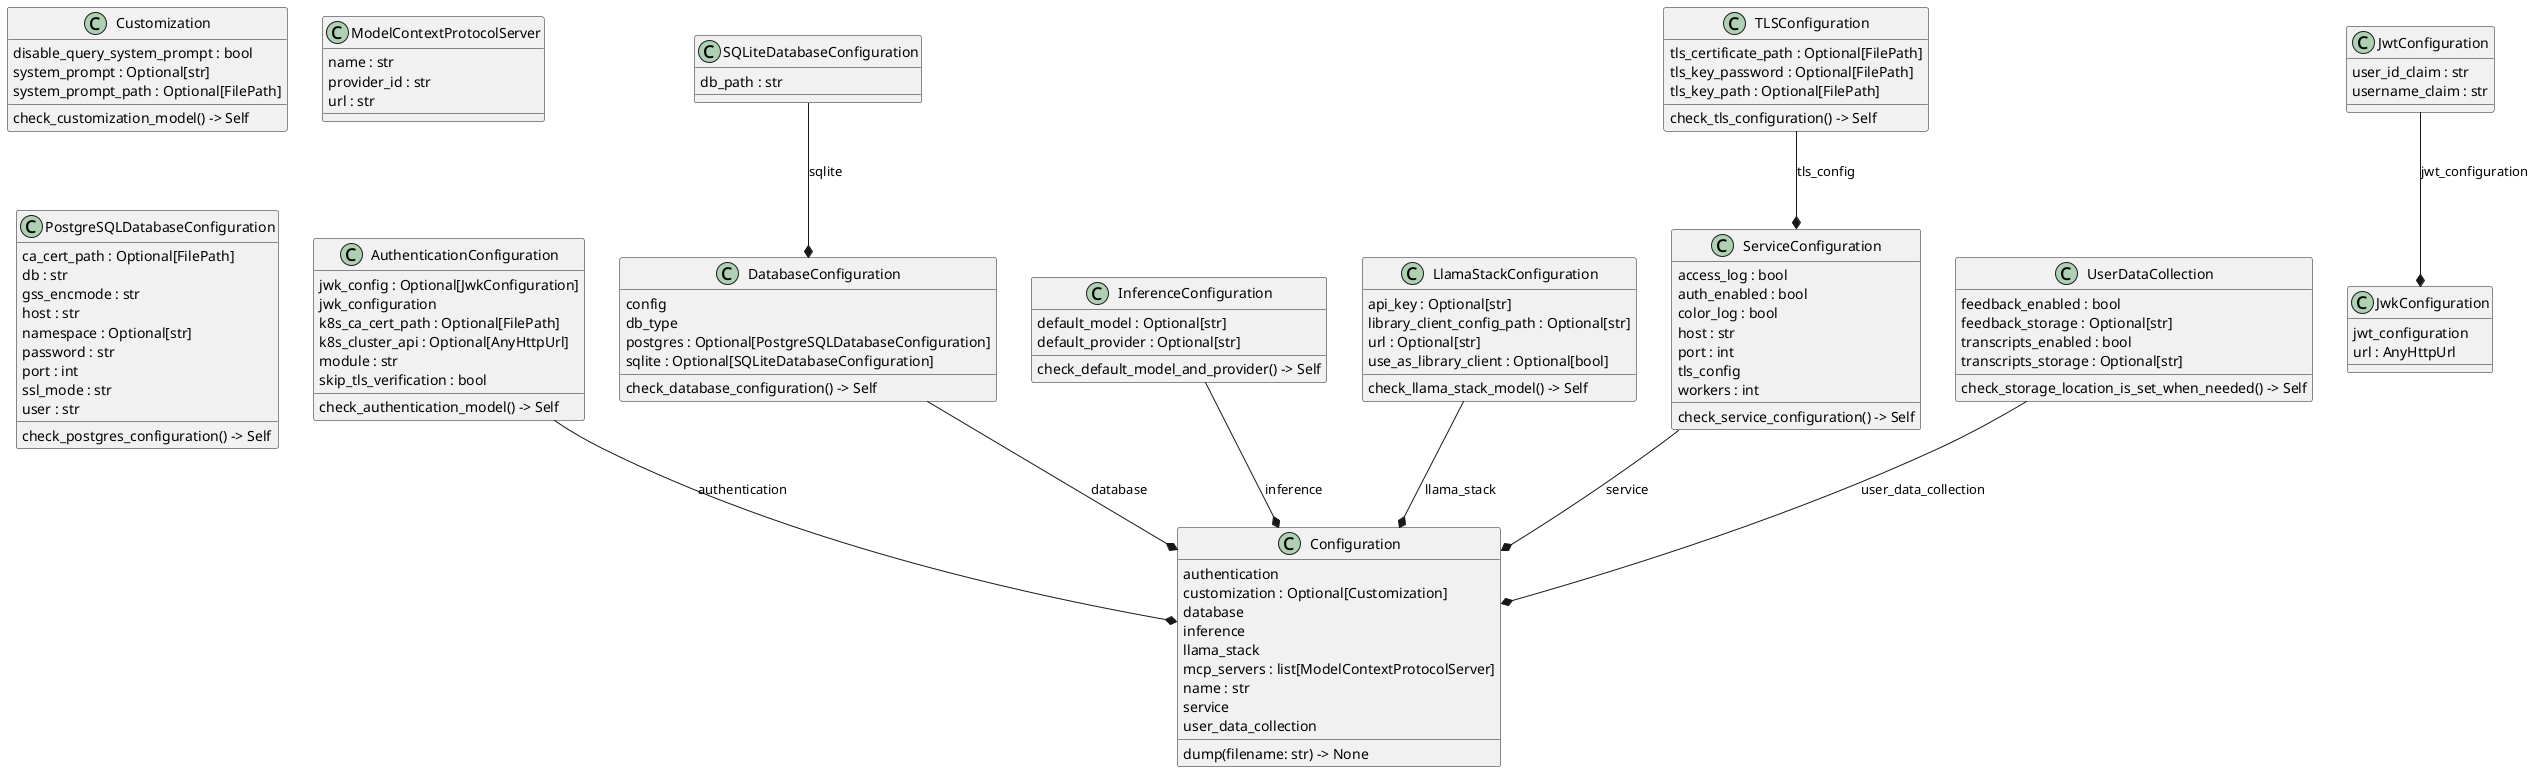 C Customization
disable_query_system_prompt : bool
system_prompt : Optional[str]
system_prompt_path : Optional[FilePath]
check_customization_model() -> Self
C ModelContextProtocolServer
name : str
provider_id : str
url : str
C SQLiteDatabaseConfiguration
db_path : str
C TLSConfiguration
tls_certificate_path : Optional[FilePath]
tls_key_password : Optional[FilePath]
tls_key_path : Optional[FilePath]
check_tls_configuration() -> Self
C JwtConfiguration
user_id_claim : str
username_claim : str
sqlite
tls_config
jwt_configuration
C PostgreSQLDatabaseConfiguration
ca_cert_path : Optional[FilePath]
db : str
gss_encmode : str
host : str
namespace : Optional[str]
password : str
port : int
ssl_mode : str
user : str
check_postgres_configuration() -> Self
C AuthenticationConfiguration
jwk_config : Optional[JwkConfiguration]
jwk_configuration
k8s_ca_cert_path : Optional[FilePath]
k8s_cluster_api : Optional[AnyHttpUrl]
module : str
skip_tls_verification : bool
check_authentication_model() -> Self
C DatabaseConfiguration
config
db_type
postgres : Optional[PostgreSQLDatabaseConfiguration]
sqlite : Optional[SQLiteDatabaseConfiguration]
check_database_configuration() -> Self
C InferenceConfiguration
default_model : Optional[str]
default_provider : Optional[str]
check_default_model_and_provider() -> Self
C LlamaStackConfiguration
api_key : Optional[str]
library_client_config_path : Optional[str]
url : Optional[str]
use_as_library_client : Optional[bool]
check_llama_stack_model() -> Self
C ServiceConfiguration
access_log : bool
auth_enabled : bool
color_log : bool
host : str
port : int
tls_config
workers : int
check_service_configuration() -> Self
C UserDataCollection
feedback_enabled : bool
feedback_storage : Optional[str]
transcripts_enabled : bool
transcripts_storage : Optional[str]
check_storage_location_is_set_when_needed() -> Self
C JwkConfiguration
jwt_configuration
url : AnyHttpUrl
authentication
database
inference
llama_stack
service
user_data_collection
C Configuration
authentication
customization : Optional[Customization]
database
inference
llama_stack
mcp_servers : list[ModelContextProtocolServer]
name : str
service
user_data_collection
dump(filename: str) -> None